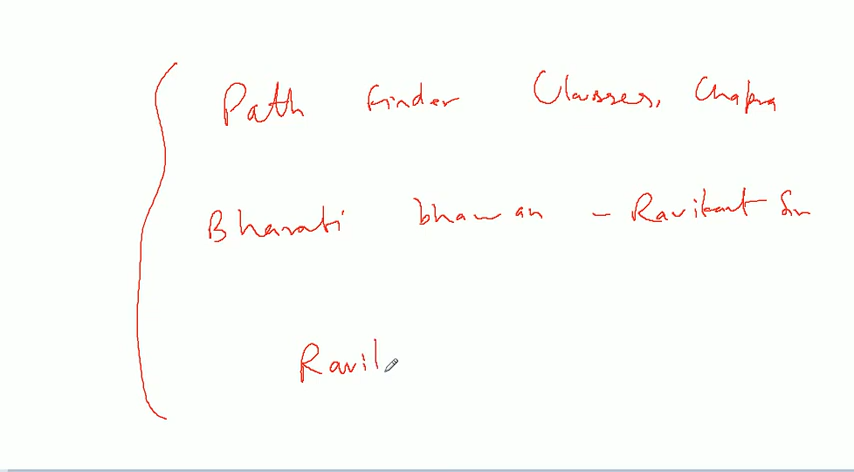 Path Finder Classes, Chapra
Bharati bhawan - Ravikant Sir
Ravi